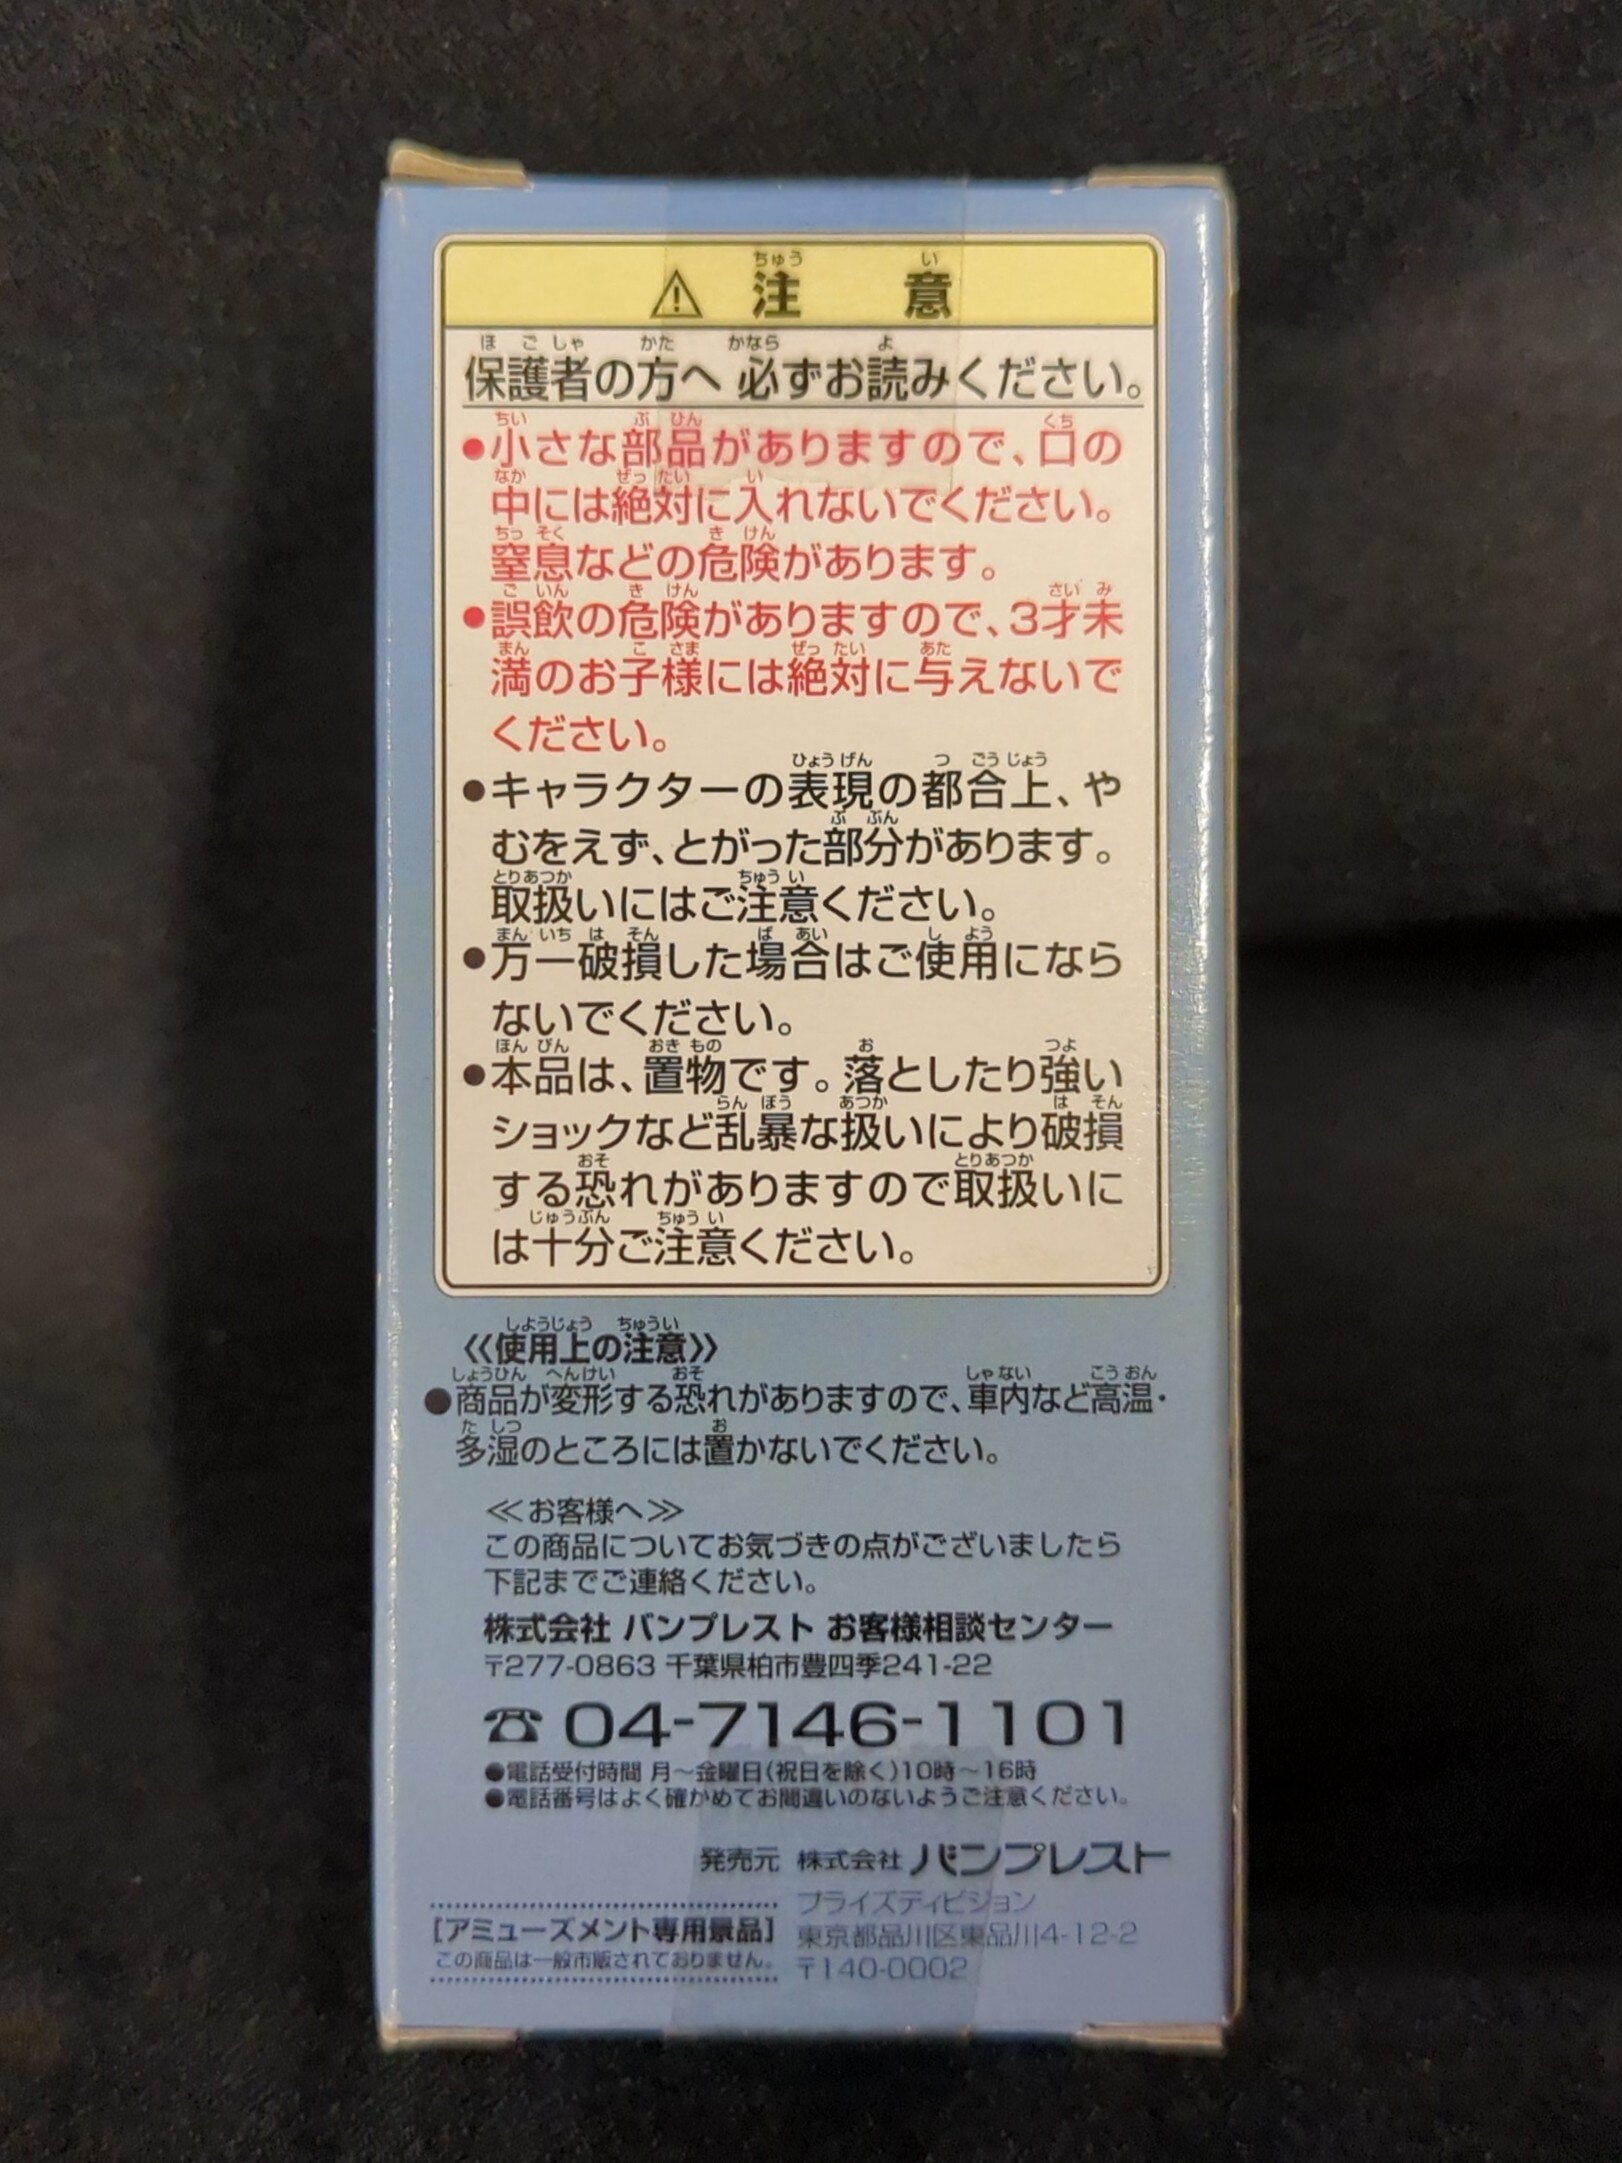 ⚠ 注意
保護者の方へ 必ずお読みください。
●小さな部品がありますので、口の
中には絶対に入れないでください。
窒息などの危険があります。
●誤飲の危険がありますので、3才未
満のお子様には絶対に与えないで
ください。
●キャラクターの表現の都合上、や
むをえず、とがった部分があります。
取扱いにはご注意ください。
●万一破損した場合はご使用になら
ないでください。
●本品は、置物です。落としたり強い
ショックなど乱暴な扱いにより破損
する恐れがありますので取扱いに
は十分ご注意ください。
《使用上の注意》
●商品が変形する恐れがありますので、車内など高温・
多湿のところには置かないでください。
≪お客様へ≫
この商品についてお気づきの点がございましたら
下記までご連絡ください。
株式会社 バンプレスト お客様相談センター
〒277-0863 千葉県柏市豊四季241-22
☎ 04-7146-1101
●電話受付時間 月～金曜日(祝日を除く)10時～16時
●電話番号はよく確かめてお間違いのないようご注意ください。
発売元 株式会社 バンプレスト
プライズディビジョン
東京都品川区東品川4-12-2
〒140-0002
[アミューズメント専用景品]
この商品は一般市販されておりません。